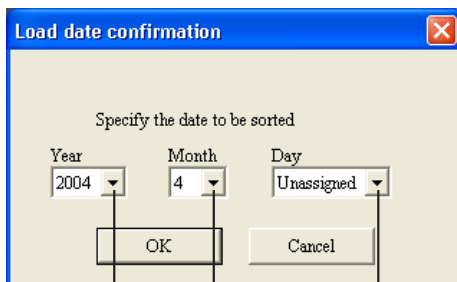 Load date confirmation
Specify the date to be sorted
Year Month Day
2004 4 Unassigned
OK Cancel